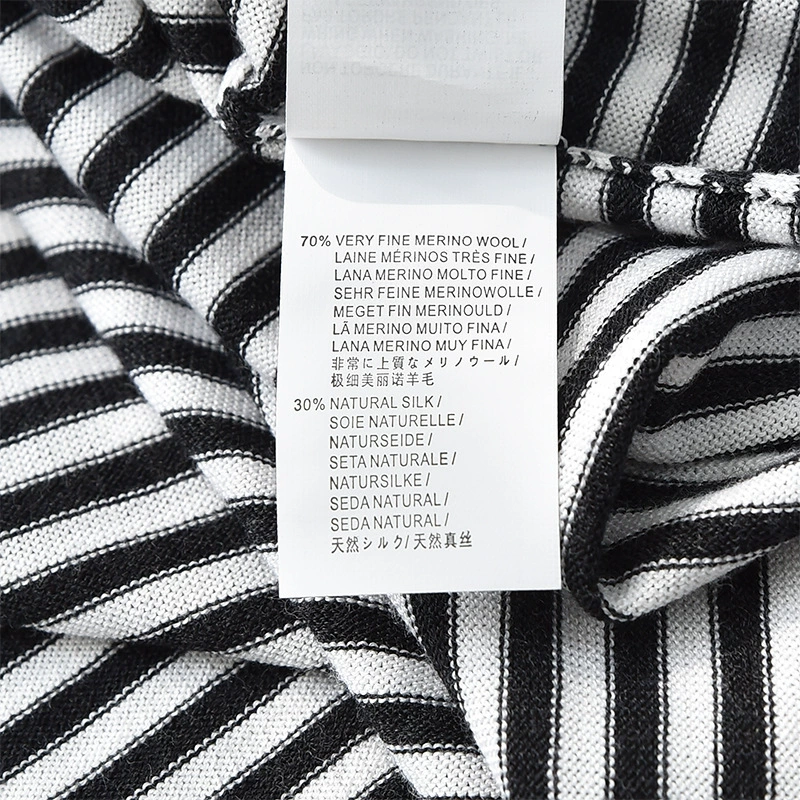 70% VERY FINE MERINO WOOL /
LAINE MÉRINOS TRÈS FINE /
LANA MERINO MOLTO FINE /
SEHR FEINE MERINOWOLLE /
MEGET FIN MERINOULD /
LÃ MERINO MUITO FINA /
LANA MERINO MUY FINA /
非常に上質なメリノウール/
极细美丽诺羊毛
30% NATURAL SILK /
SOIE NATURELLE /
NATURSEIDE /
SETA NATURALE /
NATURSILKE /
SEDA NATURAL /
SEDA NATURAL /
天然シルク/天然真丝